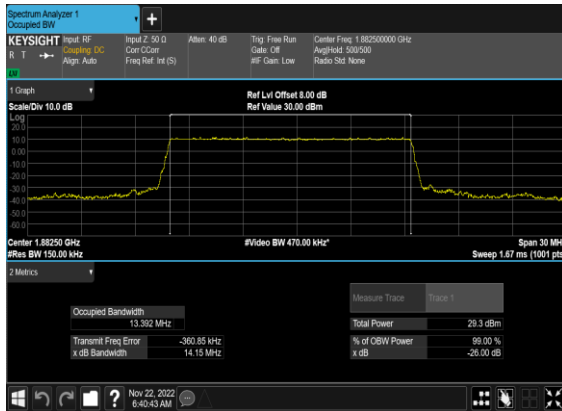 Spectrum Analyzer 1
Occupied BW
KEYSIGHT Input: RF Input Z: 50 Ω Atten: 40 dB Trig: Free Run Center Freq: 1.882500000 GHz
R T Coupling: DC Corr CCorr Gate: Off Avg|Hold: 500/500
Align: Auto Freq Ref: Int (S) #IF Gain: Low Radio Std: None
1 Graph
Ref Lvl Offset 8.00 dB
Scale/Div 10.0 dB Ref Value 30.00 dBm
Log
20.0
10.0
0.00
-10.0
-20.0
-30.0
-40.0
-50.0
-60.0
Center 1.88250 GHz #Video BW 470.00 kHz* Span 30 MH
#Res BW 150.00 kHz Sweep 1.67 ms (1001 pts
2 Metrics
Measure Trace Trace 1
Occupied Bandwidth
13.392 MHz
Total Power 29.3 dBm
Transmit Freq Error -360.85 kHz % of OBW Power 99.00 %
x dB Bandwidth 14.15 MHz x dB -26.00 dB
Nov 22, 2022
6:40:43 AM